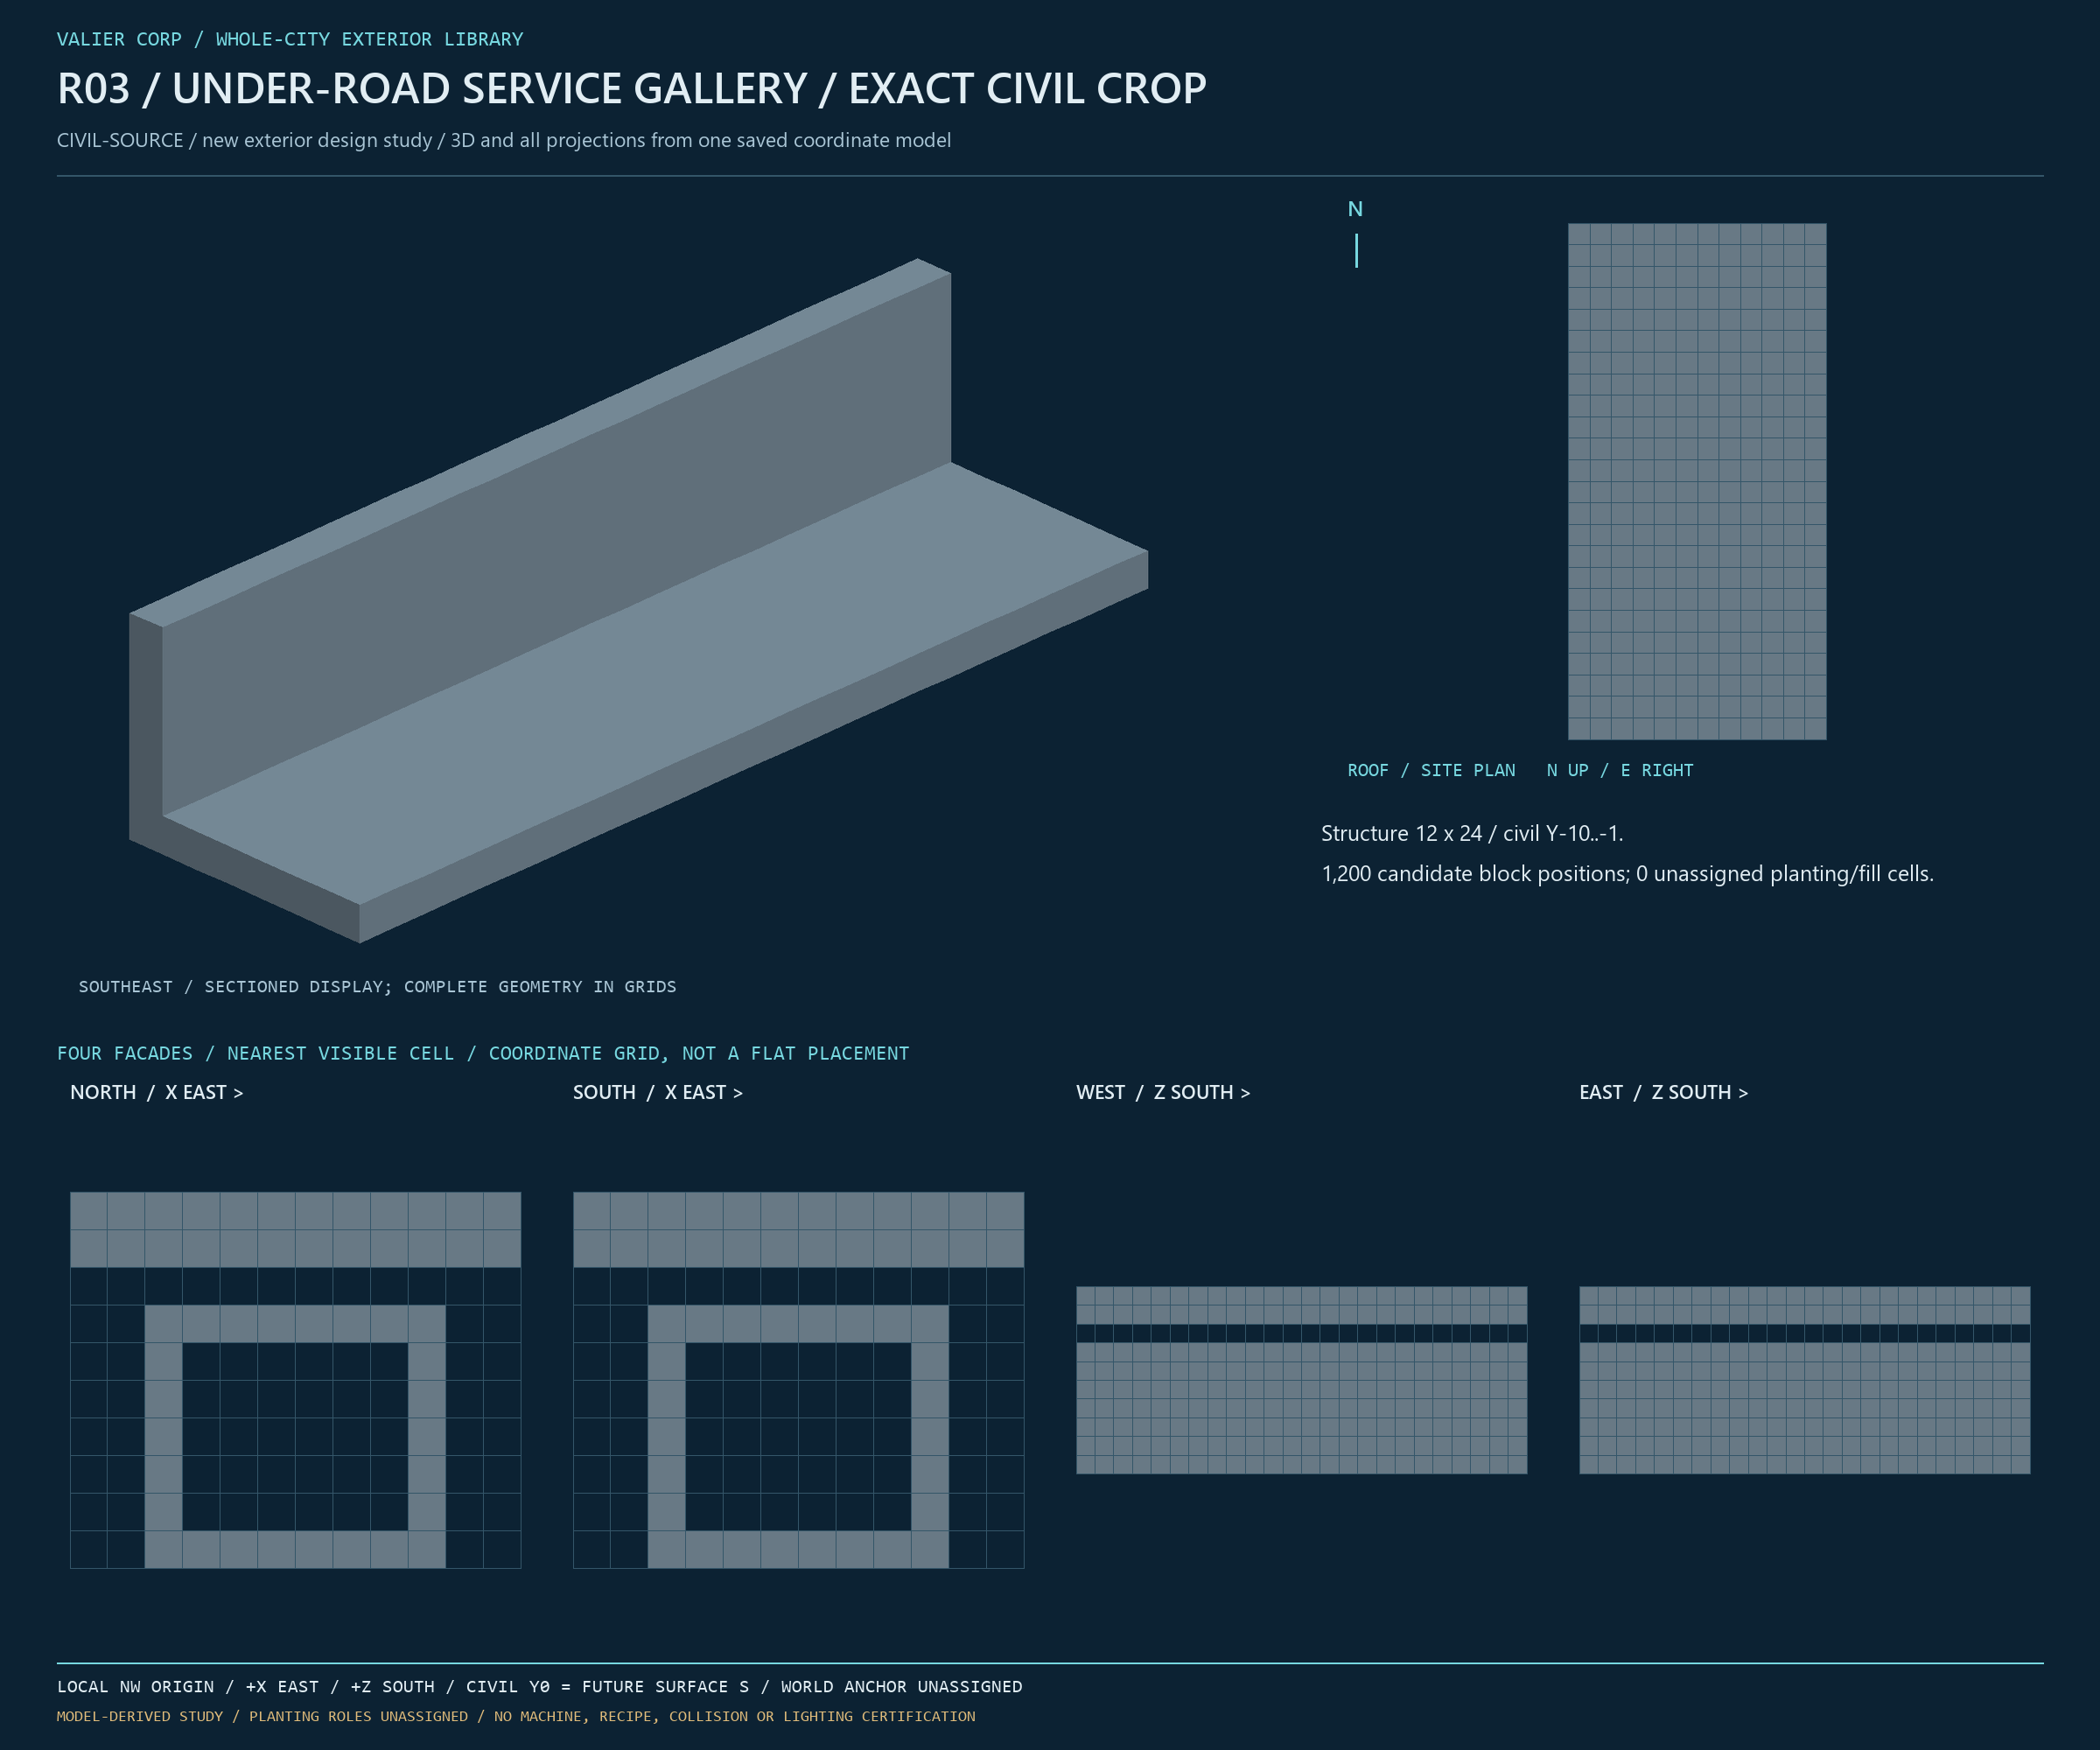 VALIER CORP / WHOLE-CITY EXTERIOR LIBRARY
R03 / UNDER-ROAD SERVICE GALLERY / EXACT CIVIL CROP
CIVIL-SOURCE / new exterior design study / 3D and all projections from one saved coordinate model
N
ROOF / SITE PLAN N UP / E RIGHT
Structure 12 x 24 / civil Y-10..-1.
1,200 candidate block positions; 0 unassigned planting/fill cells.
SOUTHEAST / SECTIONED DISPLAY; COMPLETE GEOMETRY IN GRIDS
FOUR FACADES / NEAREST VISIBLE CELL / COORDINATE GRID, NOT A FLAT PLACEMENT
NORTH / X EAST >
SOUTH / X EAST >
WEST / Z SOUTH >
EAST / Z SOUTH >
LOCAL NW ORIGIN / +X EAST / +Z SOUTH / CIVIL Y0 = FUTURE SURFACE S / WORLD ANCHOR UNASSIGNED
MODEL-DERIVED STUDY / PLANTING ROLES UNASSIGNED / NO MACHINE, RECIPE, COLLISION OR LIGHTING CERTIFICATION